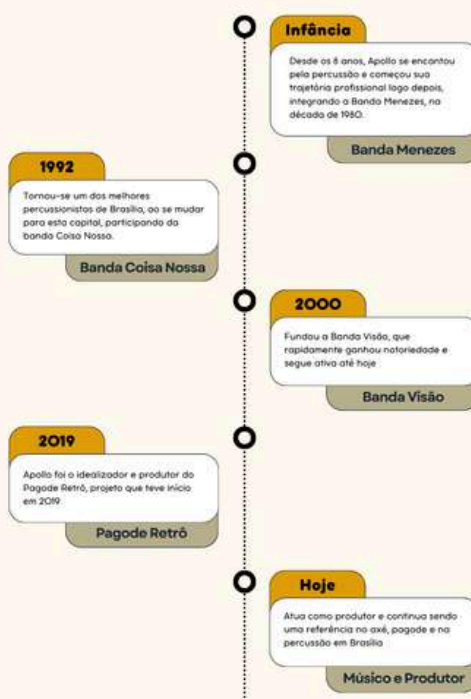 Infância
Desde os 6 anos, Apollo se encantou
pela percussão e começou sua
trajetória profissional logo depois,
integrando a Banda Menezes, na
década de 1980.
Banda Menezes
1992
Tornou-se um dos melhores
percussionistas de Brasília, ao se mudar
para esta capital, participando da
banda Coisa Nossa.
Banda Coisa Nossa
2000
Fundou a Banda Visão, que
rapidamente ganhou notoriedade e
segue ativa até hoje
Banda Visão
2019
Apollo foi o idealizador e produtor do
Pagode Retrô, projeto que teve início
em 2019
Pagode Retrô
Hoje
Atua como produtor e continua sendo
uma referência no axé, pagode e na
percussão em Brasília
Músico e Produtor